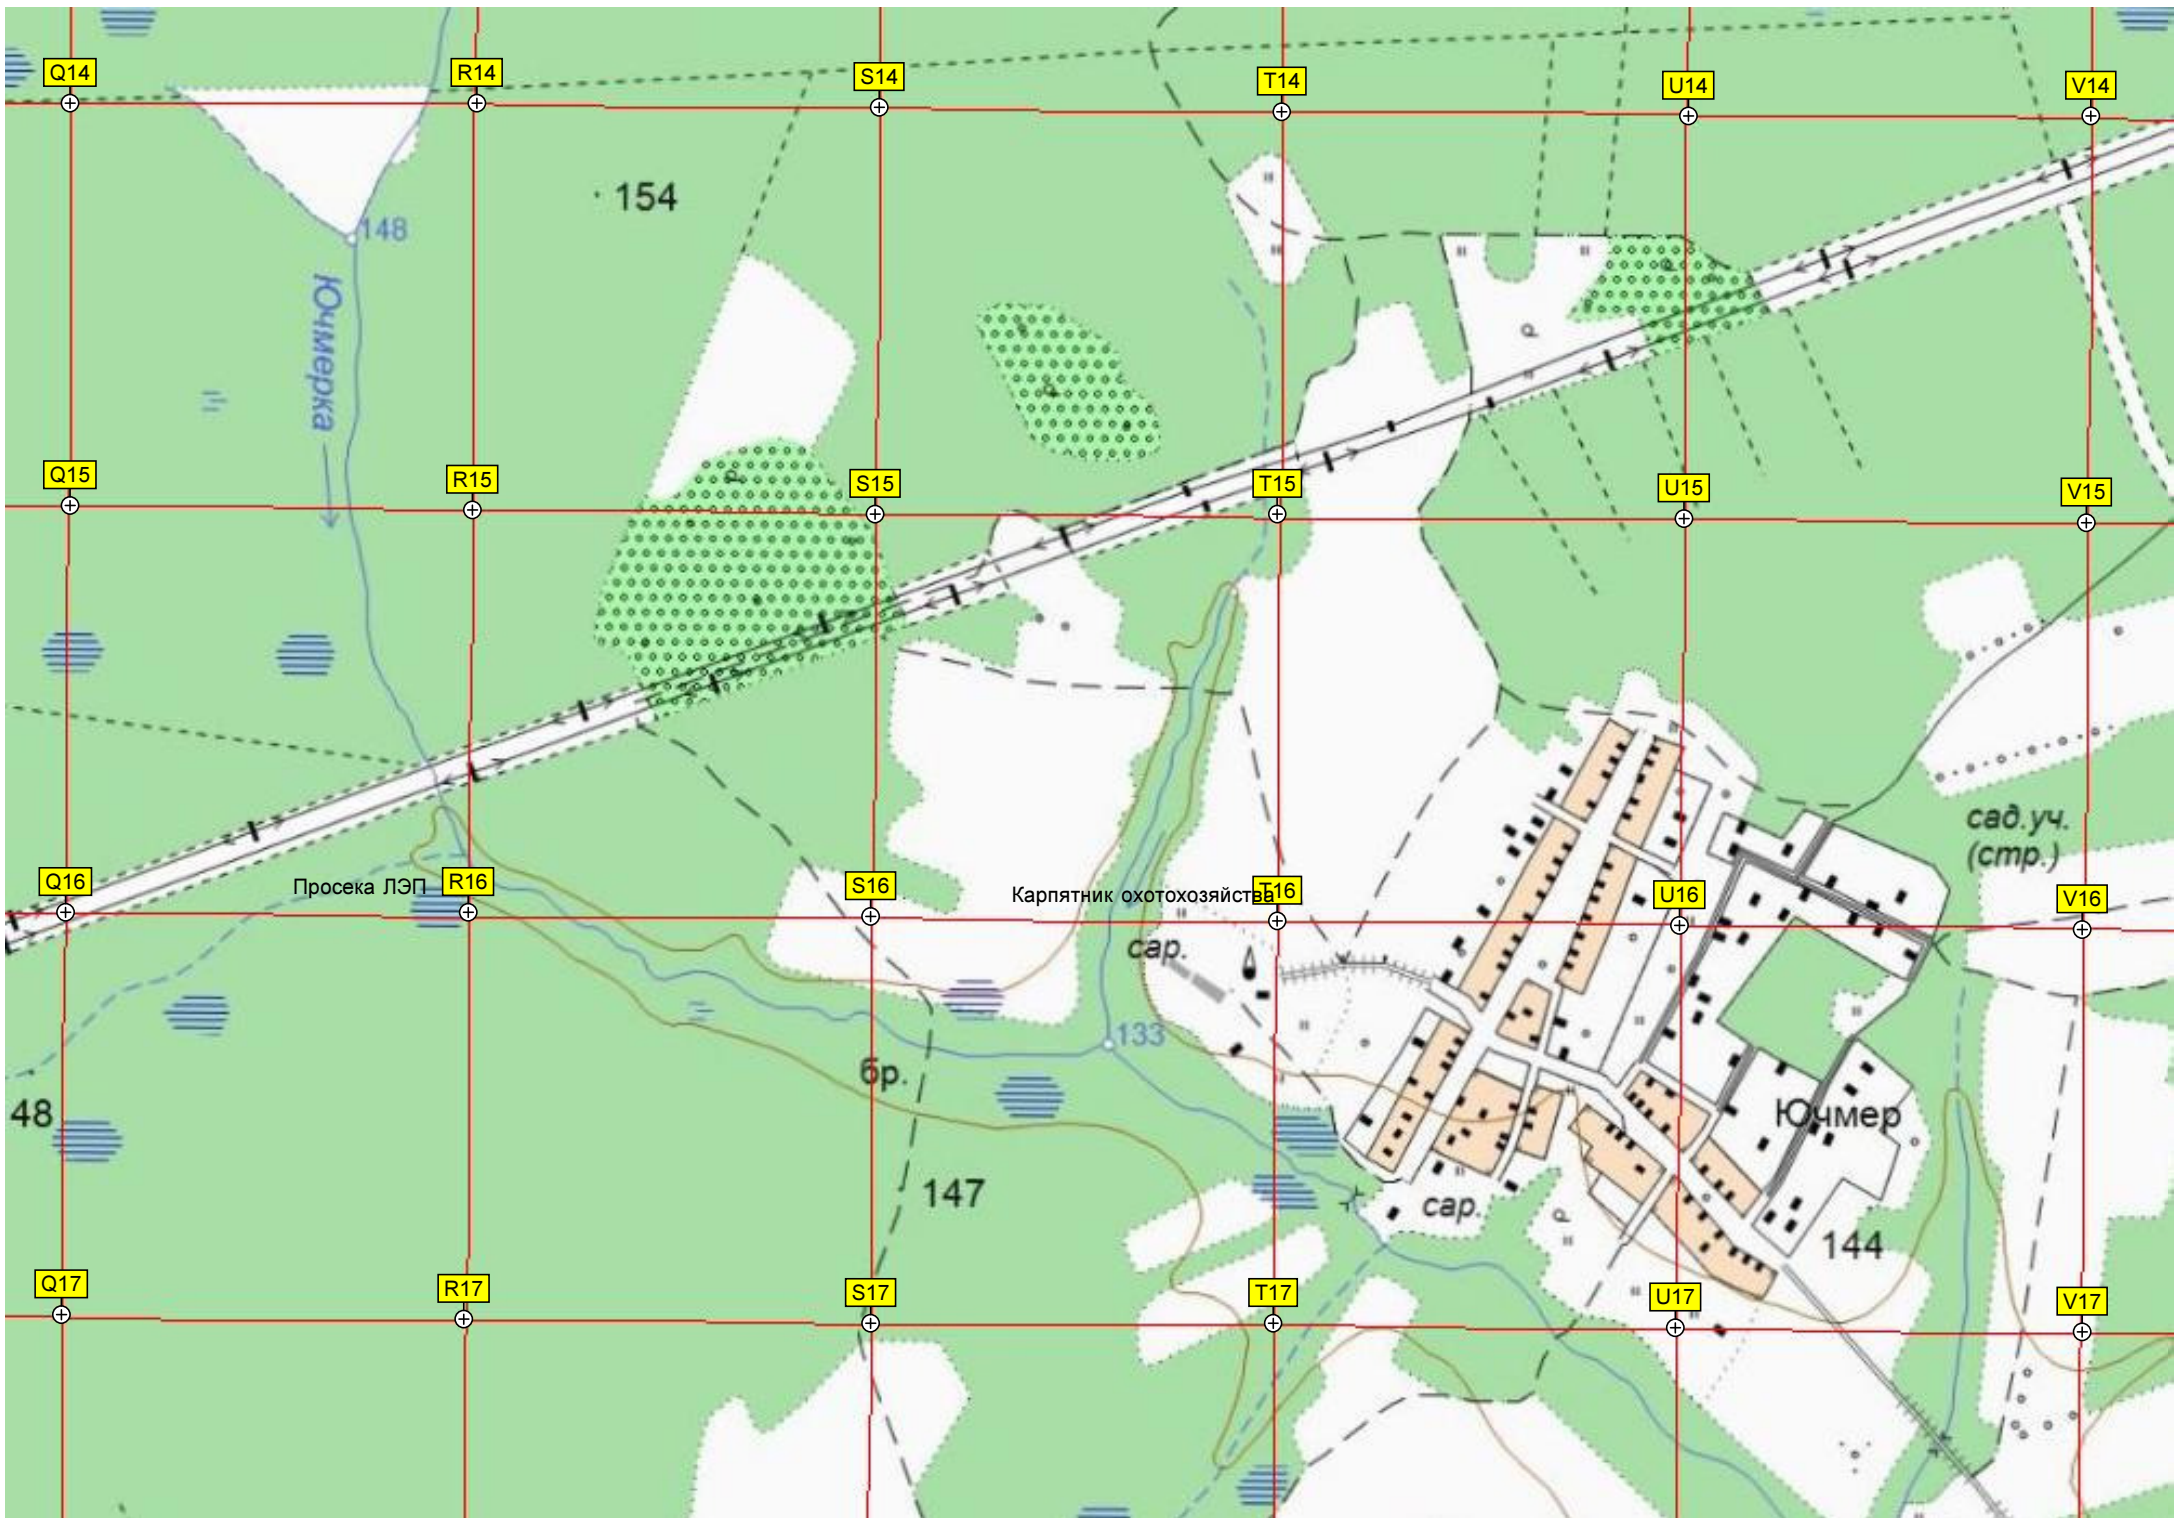 Q14
R14
S14
T14
U14
V14
154
148
Ючмерка
Q15
R15
S15
T15
U15
V15
сад.уч.
(стр.)
Q16
Просека ЛЭП
R16
S16
Карпятник охотохозяйства
T16
U16
V16
сар.
133
бр.
48
Ючмер
147
сар.
144
Q17
R17
S17
T17
U17
V17